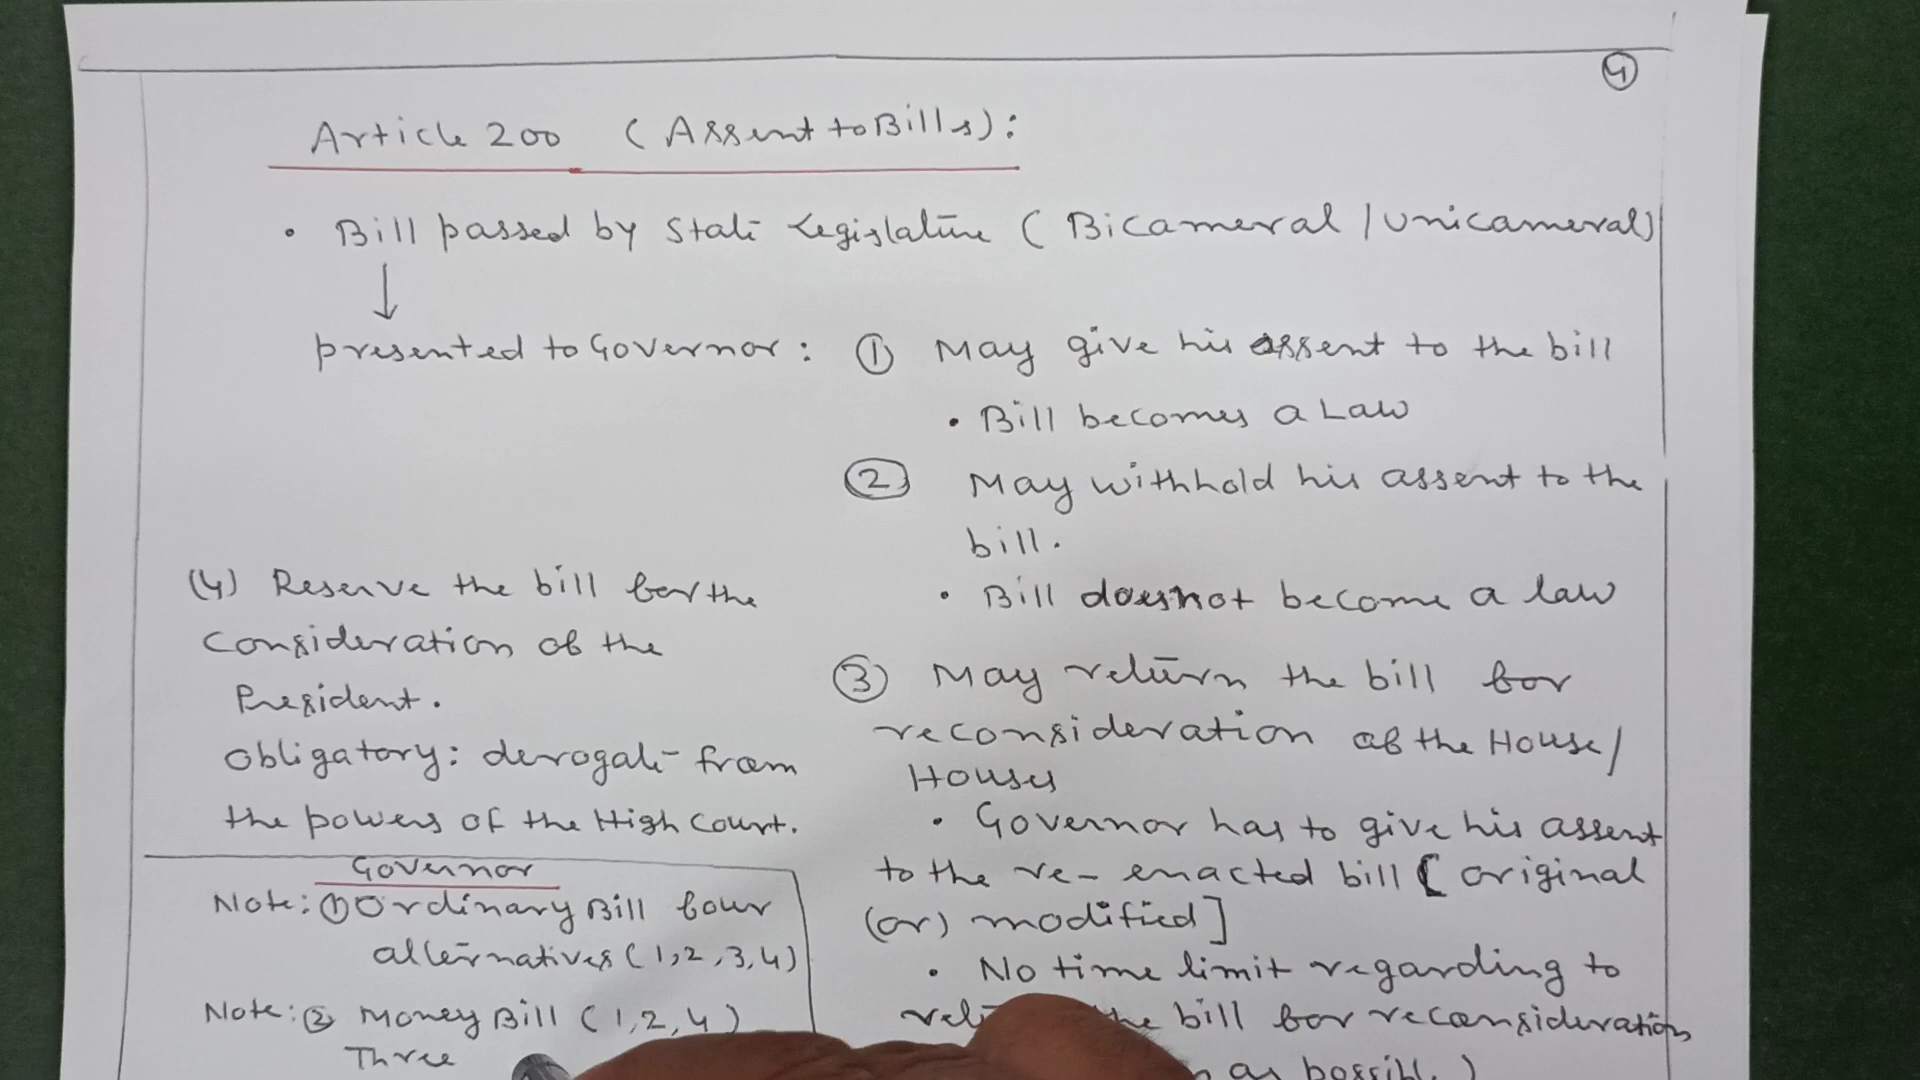 4
Article 200 (Assent to Bills):
• Bill passed by State Legislature (Bicameral / Unicameral)
↓
presented to Governor: ① May give his assent to the bill
• Bill becomes a Law
② May withhold his assent to the
bill.
• Bill does not become a law
③ May return the bill for
reconsideration of the House/
Houses
• Governor has to give his assent
to the re-enacted bill [original
(or) modified]
• No time limit regarding to
the bill for reconsideration
as possible)
(4) Reserve the bill for the
Consideration of the
President.
Obligatory: derogate from
the powers of the High Court.
Governor
Note: ① Ordinary Bill four
alternatives (1,2,3,4)
Note: ② Money Bill (1,2,4)
Three